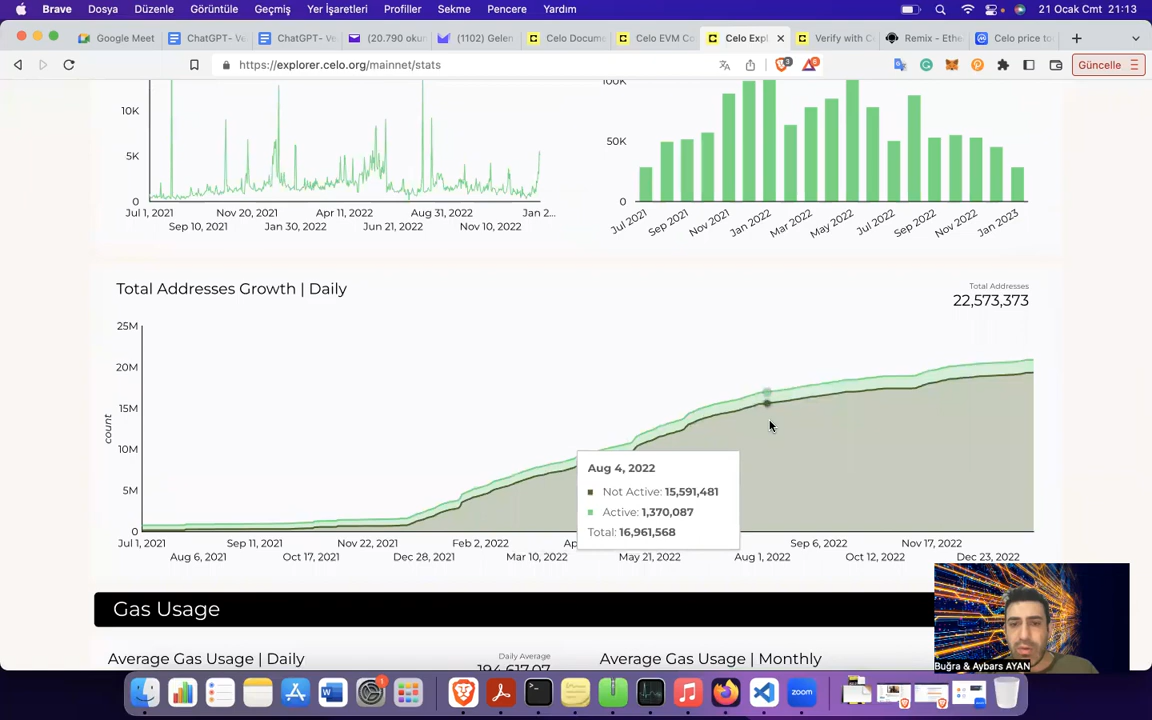 Brave Dosya Düzenle Görüntüle Geçmiş Yer İşaretleri Profiller Sekme Pencere Yardım 21 Ocak Cmt 21:13
Google Meet ChatGPT- Ve ChatGPT- Ve (20.790 okun (1102) Gelen Celo Docum Celo EVM Co Celo Expl Verify with C Remix - Ethe Celo price to
https://explorer.celo.org/mainnet/stats Güncelle
10K
5K
0
Jul 1, 2021 Nov 20, 2021 Apr 11, 2022 Aug 31, 2022 Jan 2...
Sep 10, 2021 Jan 30, 2022 Jun 21, 2022 Nov 10, 2022
100K
50K
0
Jul 2021 Sep 2021 Nov 2021 Jan 2022 Mar 2022 May 2022 Jul 2022 Sep 2022 Nov 2022 Jan 2023
Total Addresses Growth | Daily
Total Addresses
22,573,373
25M
20M
15M
10M
5M
0
count
Aug 4, 2022
Not Active: 15,591,481
Active: 1,370,087
Total: 16,961,568
Jul 1, 2021 Sep 11, 2021 Nov 22, 2021 Feb 2, 2022 Ap Sep 6, 2022 Nov 17, 2022
Aug 6, 2021 Oct 17, 2021 Dec 28, 2021 Mar 10, 2022 May 21, 2022 Aug 1, 2022 Oct 12, 2022 Dec 23, 2022
Gas Usage
Average Gas Usage | Daily
Daily Average
194,617.07
Average Gas Usage | Monthly
Buğra & Aybars AYAN
zoom